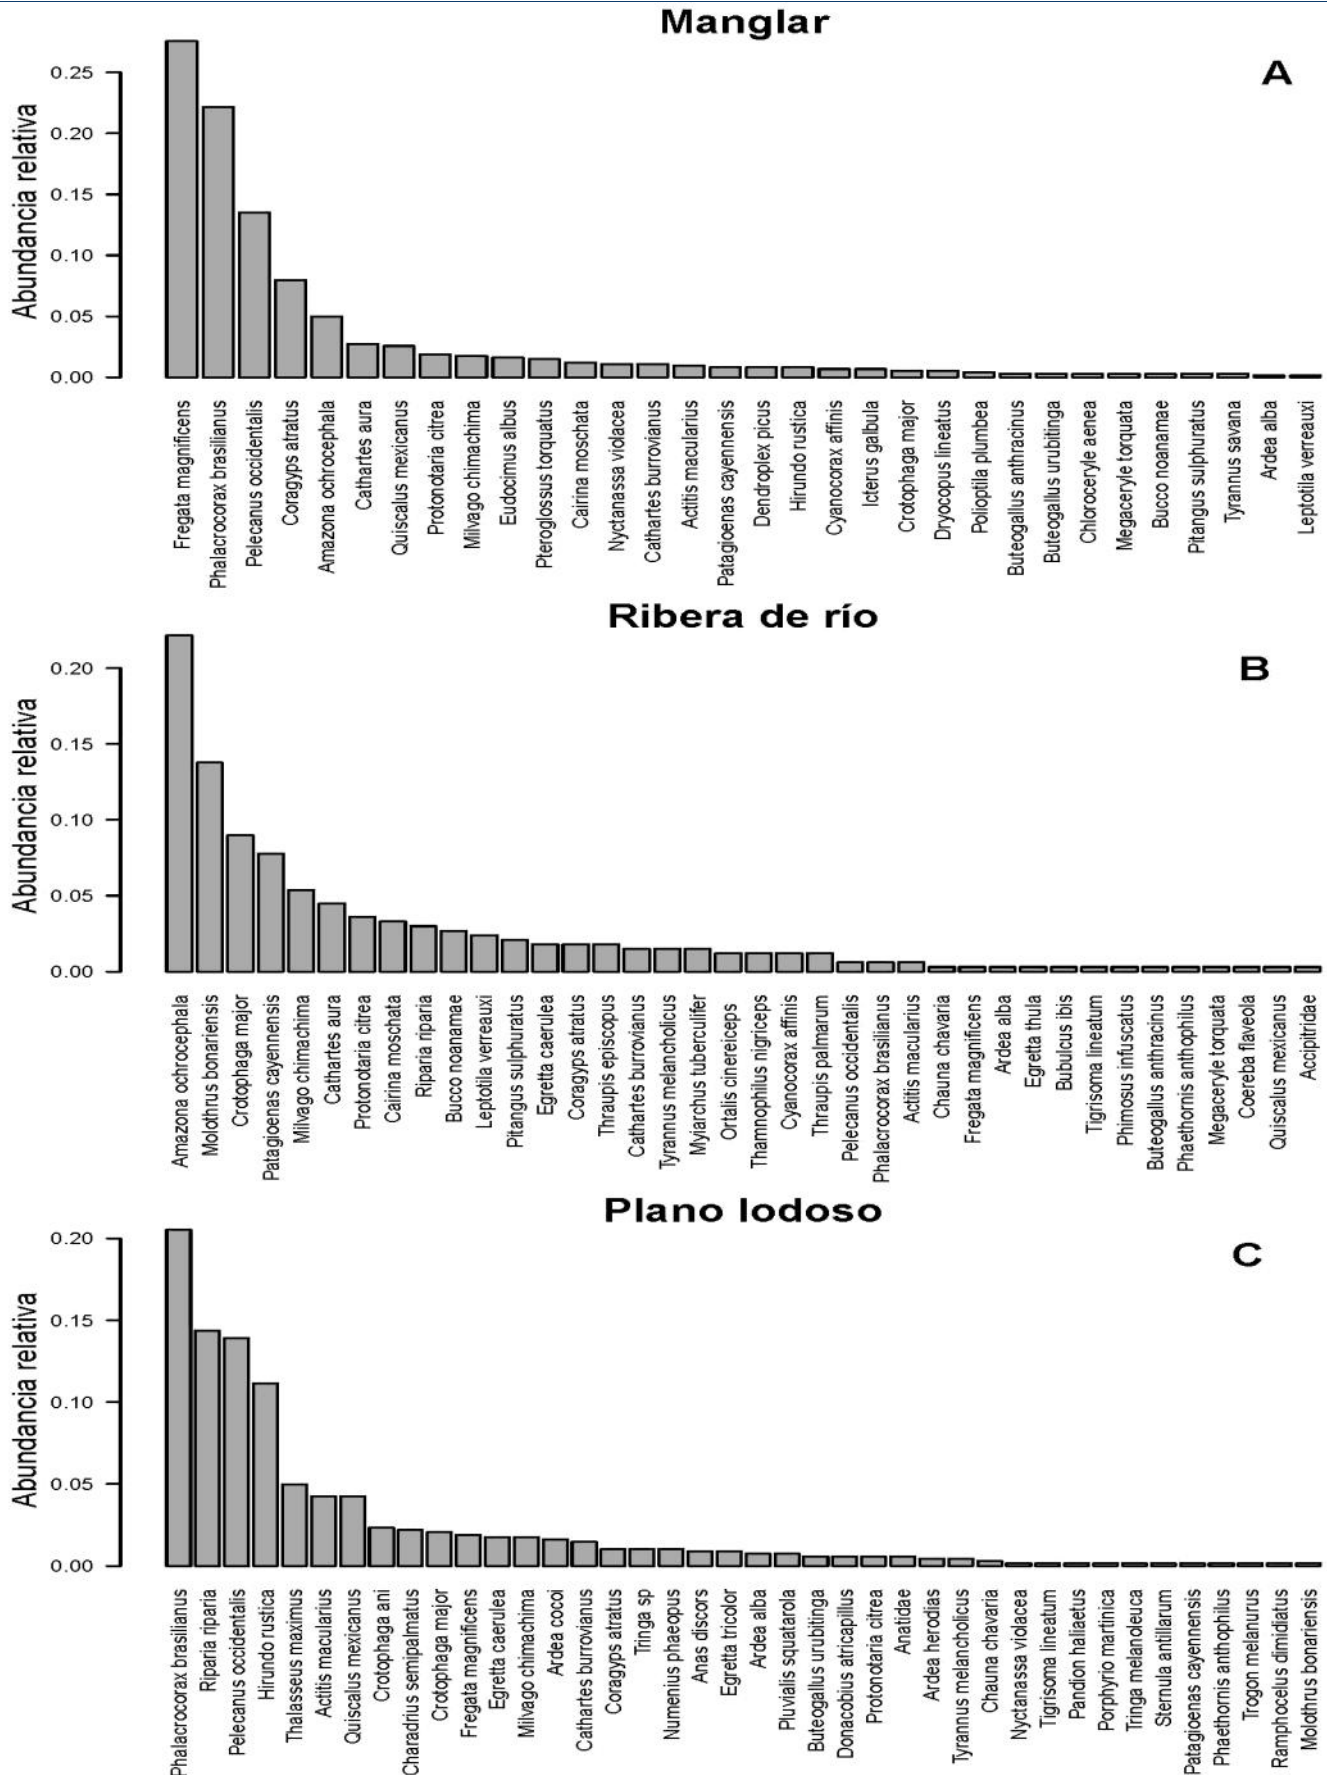 Manglar
A
Abundancia relativa
0.25
0.20
0.15
0.10
0.05
0.00
Fregata magnificens
Phalacrocorax brasilianus
Pelecanus occidentalis
Coragyps atratus
Amazona ochrocephala
Cathartes aura
Quiscalus mexicanus
Protonotaria citrea
Milvago chimachima
Eudocimus albus
Pteroglossus torquatus
Cairina moschata
Nyctanassa violacea
Cathartes burrovianus
Actitis macularius
Patagioenas cayennensis
Dendroplex picus
Hirundo rustica
Cyanocorax affinis
Icterus galbula
Crotophaga major
Dryocopus lineatus
Polioptila plumbea
Buteogallus anthracinus
Buteogallus urubitinga
Chloroceryle aenea
Megaceryle torquata
Bucco noanamae
Pitangus sulphuratus
Tyrannus savana
Ardea alba
Leptotila verreauxi
Ribera de río
B
Abundancia relativa
0.20
0.15
0.10
0.05
0.00
Amazona ochrocephala
Molothrus bonariensis
Crotophaga major
Patagioenas cayennensis
Milvago chimachima
Cathartes aura
Protonotaria citrea
Cairina moschata
Riparia riparia
Bucco noanamae
Leptotila verreauxi
Pitangus sulphuratus
Egretta caerulea
Coragyps atratus
Thraupis episcopus
Cathartes burrovianus
Tyrannus melancholicus
Myiarchus tuberculifer
Ortalis cinereiceps
Thamnophilus nigriceps
Cyanocorax affinis
Thraupis palmarum
Pelecanus occidentalis
Phalacrocorax brasilianus
Actitis macularius
Chauna chavaria
Fregata magnificens
Ardea alba
Egretta thula
Bubulcus ibis
Tigrisoma lineatum
Phimosus infuscatus
Buteogallus anthracinus
Phaethornis anthophilus
Megaceryle torquata
Coereba flaveola
Quiscalus mexicanus
Accipitridae
Plano lodoso
C
Abundancia relativa
0.20
0.15
0.10
0.05
0.00
Phalacrocorax brasilianus
Riparia riparia
Pelecanus occidentalis
Hirundo rustica
Thalasseus maximus
Actitis macularius
Quiscalus mexicanus
Crotophaga ani
Charadrius semipalmatus
Crotophaga major
Fregata magnificens
Egretta caerulea
Milvago chimachima
Ardea cocoi
Cathartes burrovianus
Coragyps atratus
Tringa sp
Numenius phaeopus
Anas discors
Egretta tricolor
Ardea alba
Pluvialis squatarola
Buteogallus urubitinga
Donacobius atricapillus
Protonotaria citrea
Anatidae
Ardea herodias
Tyrannus melancholicus
Chauna chavaria
Nyctanassa violacea
Tigrisoma lineatum
Pandion haliaetus
Porphyrio martinica
Tringa melanoleuca
Sternula antillarum
Patagioenas cayennensis
Phaethornis anthophilus
Trogon melanurus
Ramphocelus dimidiatus
Molothrus bonariensis